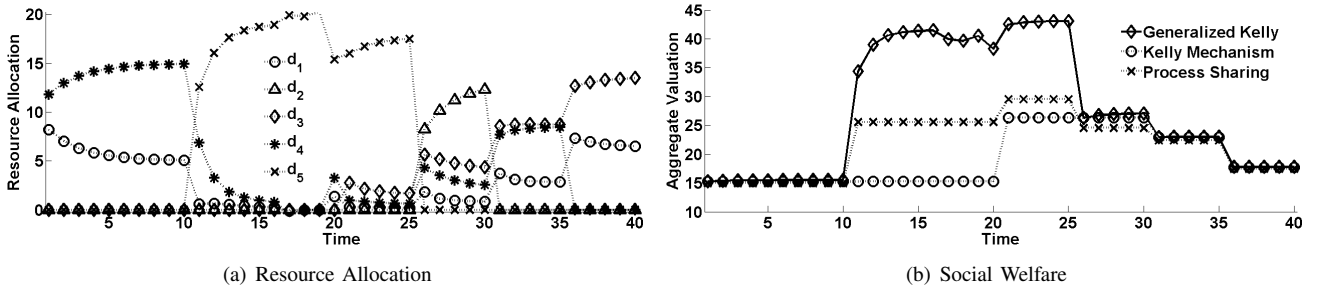 Resource Allocation
20
15
10
5
0
d1
d2
d3
d4
d5
5 10 15 20 25 30 35 40
Time
(a) Resource Allocation
Aggregate Valuation
45
40
35
30
25
20
15
10
Generalized Kelly
Kelly Mechanism
Process Sharing
5 10 15 20 25 30 35 40
Time
(b) Social Welfare